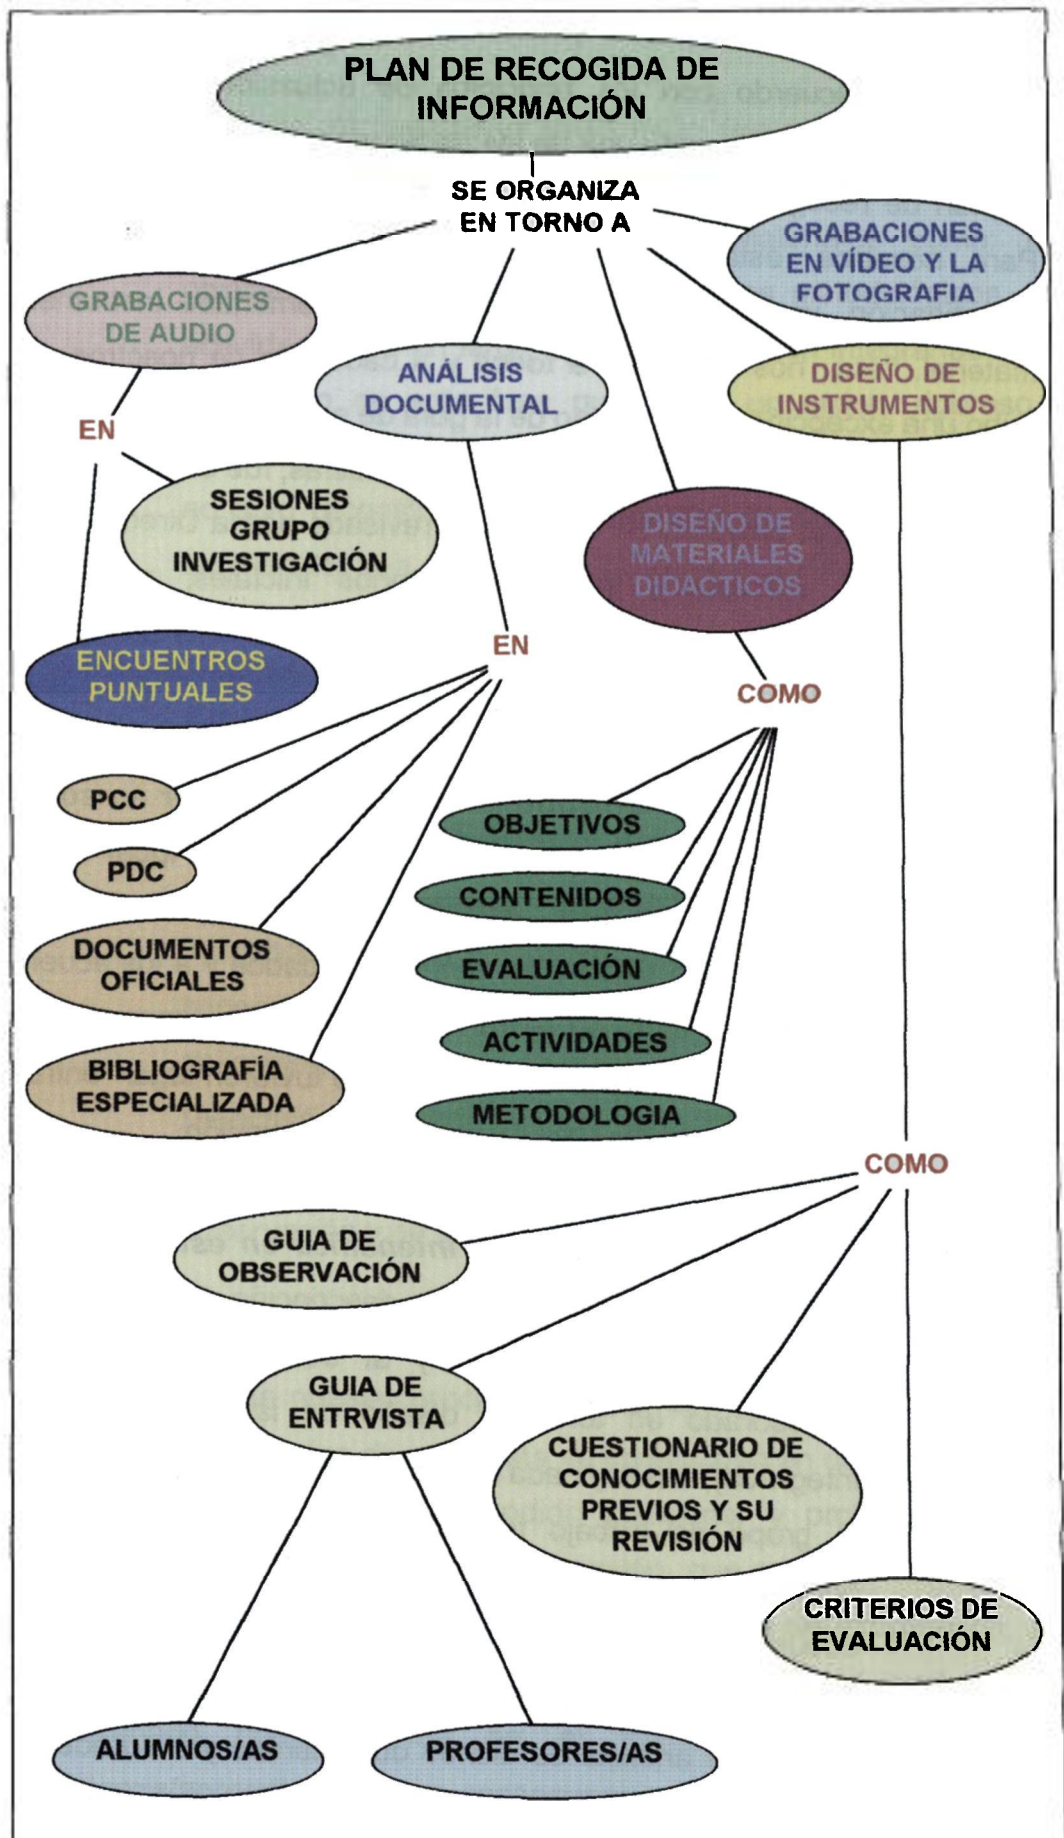 PLAN DE RECOGIDA DE
INFORMACIÓN
SE ORGANIZA
EN TORNO A
GRABACIONES
EN VÍDEO Y LA
FOTOGRAFIA
GRABACIONES
DE AUDIO
ANÁLISIS
DOCUMENTAL
DISEÑO DE
INSTRUMENTOS
EN
SESIONES
GRUPO
INVESTIGACIÓN
DISEÑO DE
MATERIALES
DIDACTICOS
ENCUENTROS
PUNTUALES
EN
COMO
PCC
PDC
DOCUMENTOS
OFICIALES
BIBLIOGRAFÍA
ESPECIALIZADA
OBJETIVOS
CONTENIDOS
EVALUACIÓN
ACTIVIDADES
METODOLOGIA
COMO
GUIA DE
OBSERVACIÓN
GUIA DE
ENTRVISTA
CUESTIONARIO DE
CONOCIMIENTOS
PREVIOS Y SU
REVISIÓN
CRITERIOS DE
EVALUACIÓN
ALUMNOS/AS
PROFESORES/AS